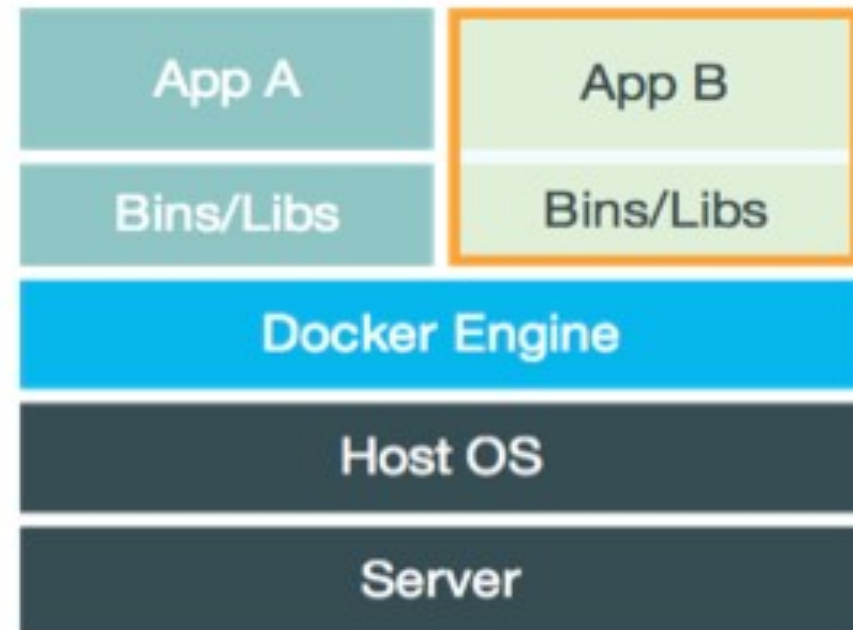 App A
App B
Bins/Libs
Bins/Libs
Docker Engine
Host OS
Server